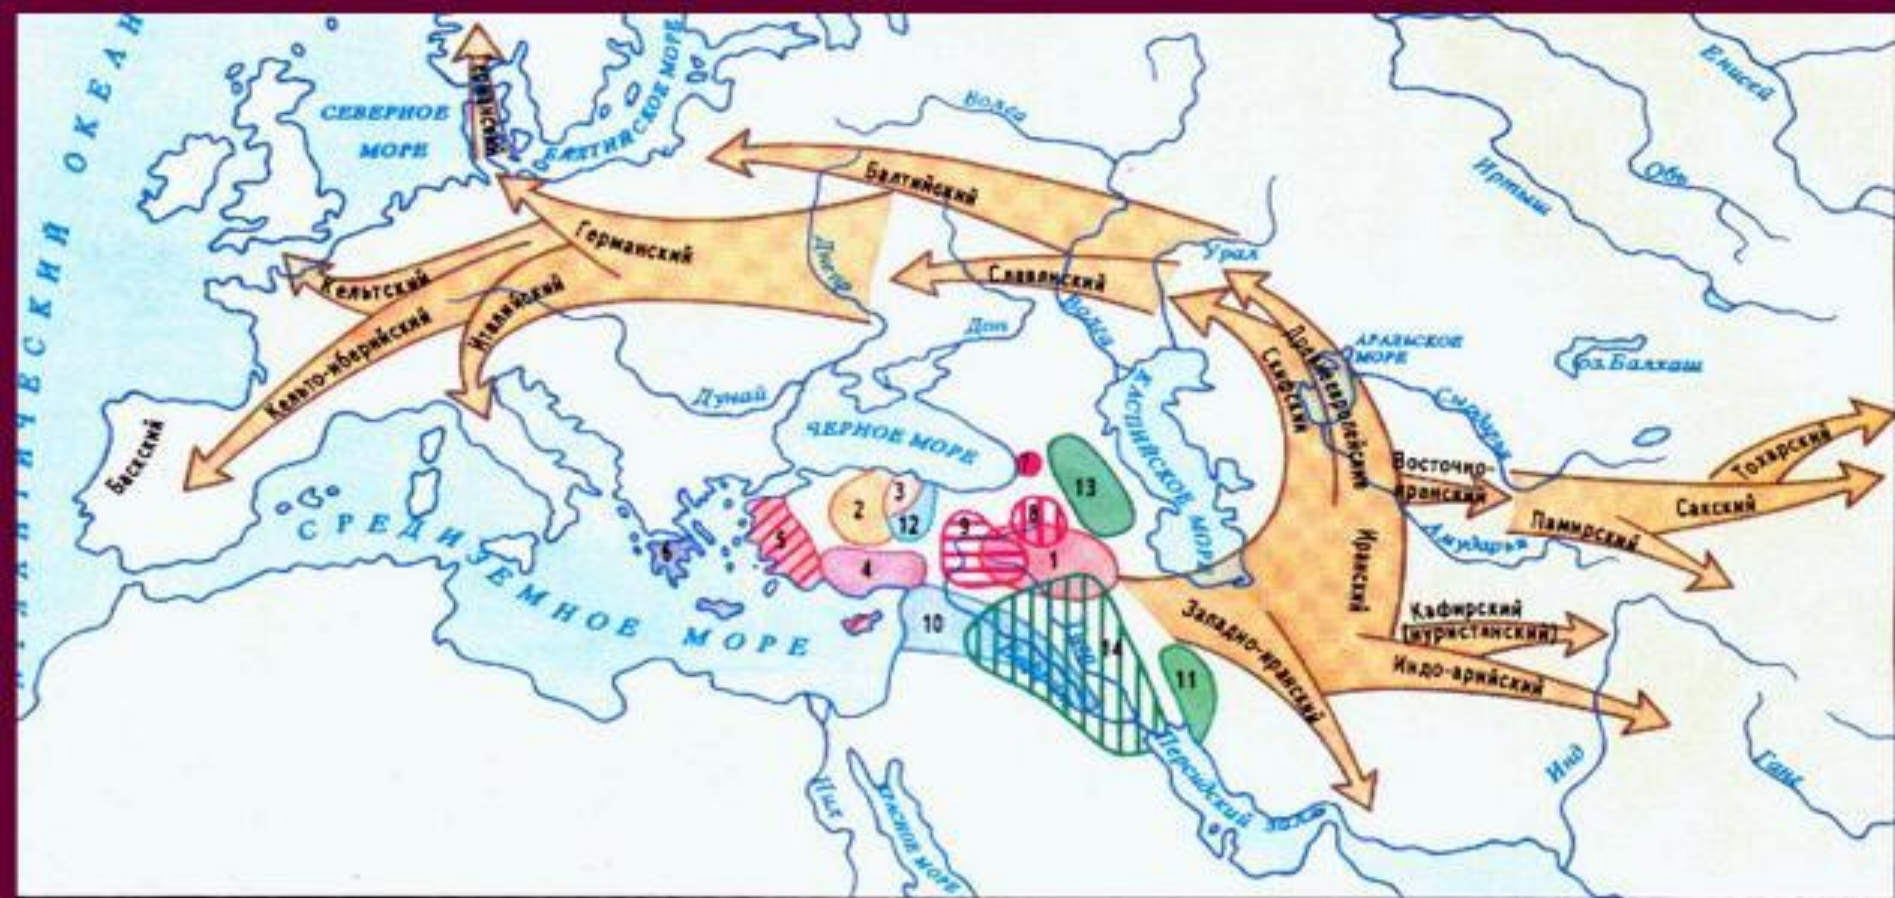 АТЛАНТИЧЕСКИЙ ОКЕАН
СЕВЕРНОЕ
МОРЕ
БАЛТИЙСКОЕ МОРЕ
Волга
Енисей
Обь
Иртыш
Балтийский
Германский
Днепр
Славянский
Урал
Кельтский
Кельто-иберийский
Италийский
Дон
Волга
Дунай
Баскский
ЧЕРНОЕ МОРЕ
КАСПИЙСКОЕ МОРЕ
Скифский
Древнеевропейский
АРАЛЬСКОЕ
МОРЕ
оз. Балхаш
Сырдарья
Восточно-
иранский
Тохарский
Сакский
Памирский
Амударья
Иранский
Западно-иранский
Кафирский
(нуристанский)
Индо-арийский
СРЕДИЗЕМНОЕ МОРЕ
1
2
3
4
5
6
7
8
9
10
11
12
13
14
Персидский зал.
Нил
КРАСНОЕ МОРЕ
Инд
Ганг